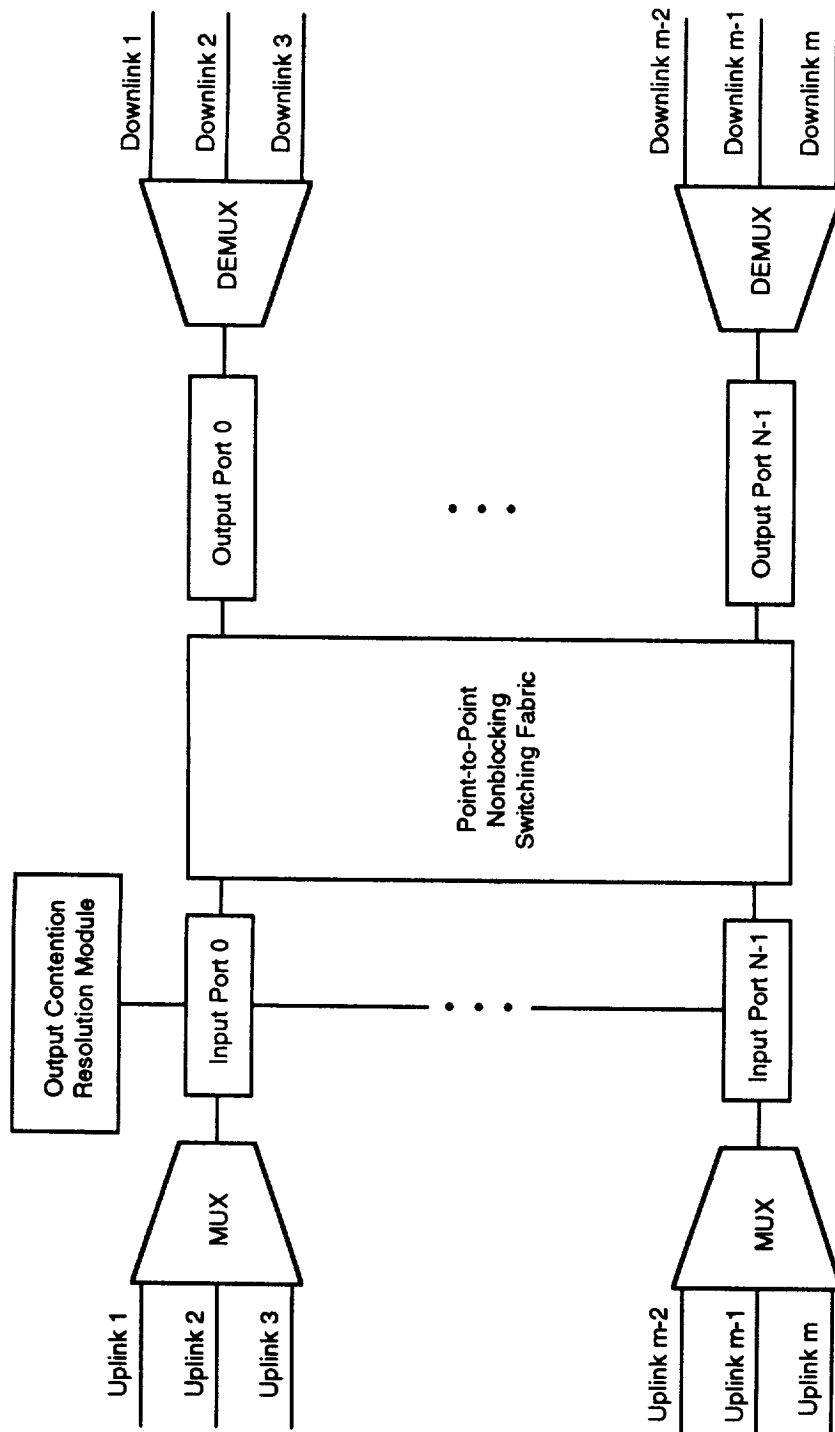 Output Contention
Resolution Module
Uplink 1
Uplink 2
Uplink 3
MUX
Input Port 0
Point-to-Point
Nonblocking
Switching Fabric
Output Port 0
DEMUX
Downlink 1
Downlink 2
Downlink 3
Uplink m-2
Uplink m-1
Uplink m
MUX
Input Port N-1
Output Port N-1
DEMUX
Downlink m-2
Downlink m-1
Downlink m